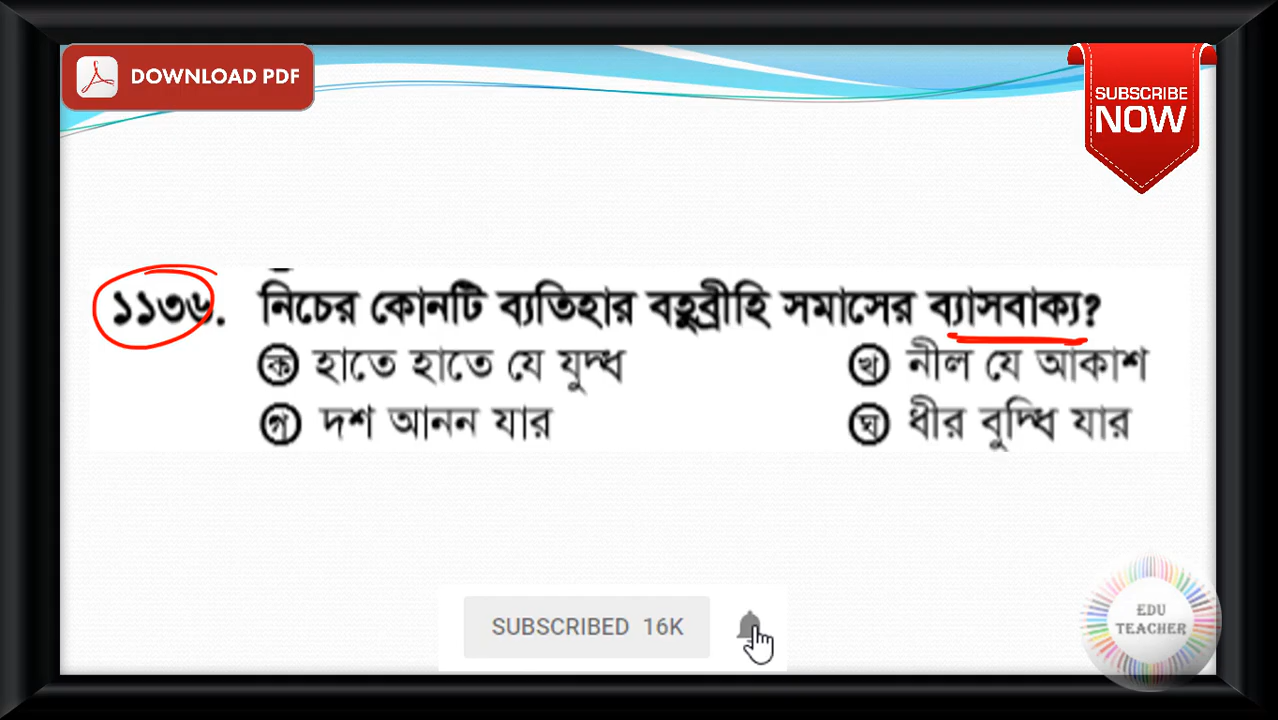 DOWNLOAD PDF
SUBSCRIBE
NOW
১১৩৬. নিচের কোনটি ব্যতিহার বহুব্রীহি সমাসের ব্যাসবাক্য?
ক হাতে হাতে যে যুদ্ধ খ নীল যে আকাশ
গ দশ আনন যার ঘ ধীর বুদ্ধি যার
SUBSCRIBED 16K
EDU
TEACHER